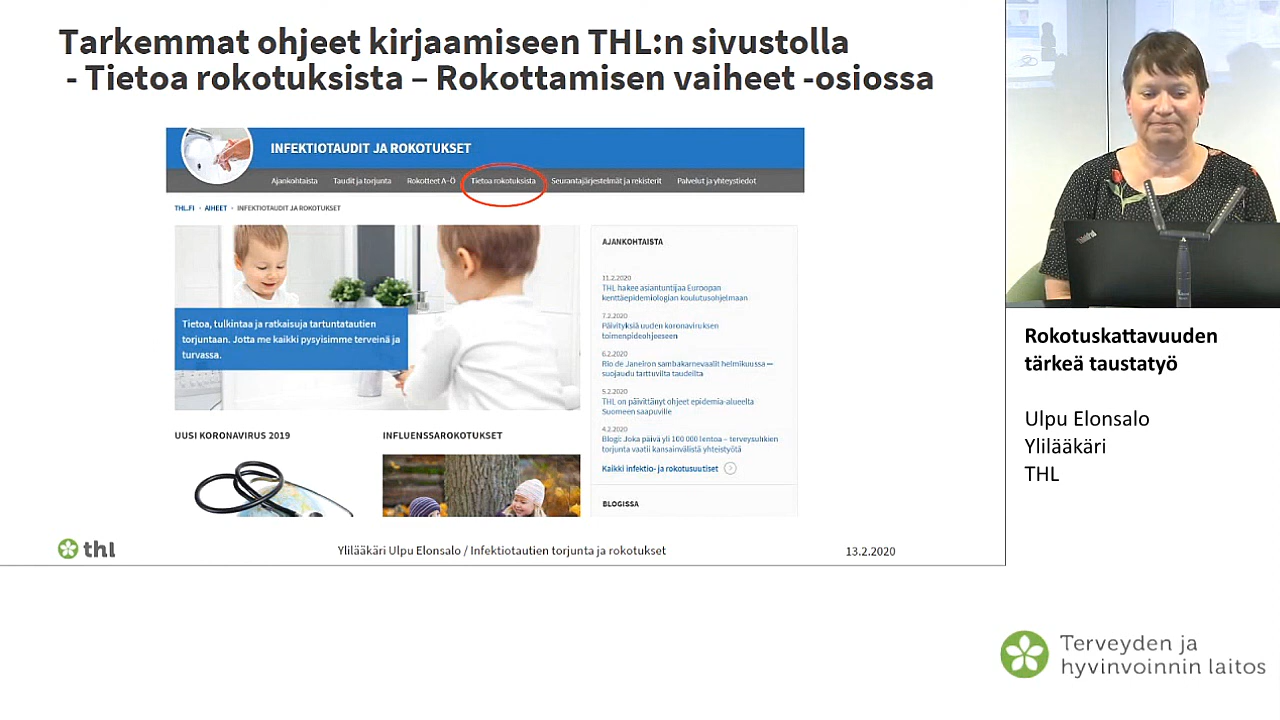 Tarkemmat ohjeet kirjaamiseen THL:n sivustolla
- Tietoa rokotuksista – Rokottamisen vaiheet -osiossa
INFEKTIOTAUDIT JA ROKOTUKSET
Ajankohtaista Taudit ja torjunta Rokotteet A-Ö Tietoa rokotuksista Seurantajärjestelmät ja rekisterit Palvelut ja yhteystiedot
THL.FI › AIHEET › INFEKTIOTAUDIT JA ROKOTUKSET
Tietoa, tulkintaa ja ratkaisuja tartuntatautien
torjuntaan. Jotta me kaikki pysyisimme terveinä ja
turvassa.
AJANKOHTAISTA
11.2.2020
THL hakee asiantuntijaa Euroopan
kenttäepidemiologian koulutusohjelmaan
7.2.2020
Päivityksiä uuden koronaviruksen
toimenpideohjeeseen
6.2.2020
Rio de Janeiron sambakarnevaalit helmikuussa —
suojaudu tarttuvilta taudeilta
5.2.2020
THL on päivittänyt ohjeet epidemia-alueelta
Suomeen saapuville
4.2.2020
Blogi: Joka päivä yli 100 000 lentoa – terveysuhkien
torjunta vaatii kansainvälistä yhteistyötä
Kaikki infektio- ja rokotusuutiset
BLOGISSA
UUSI KORONAVIRUS 2019
INFLUENSSAROKOTUKSET
thl
Ylilääkäri Ulpu Elonsalo / Infektiotautien torjunta ja rokotukset
13.2.2020
ThinkPad
Rokotuskattavuuden
tärkeä taustatyö
Ulpu Elonsalo
Ylilääkäri
THL
Terveyden ja
hyvinvoinnin laitos